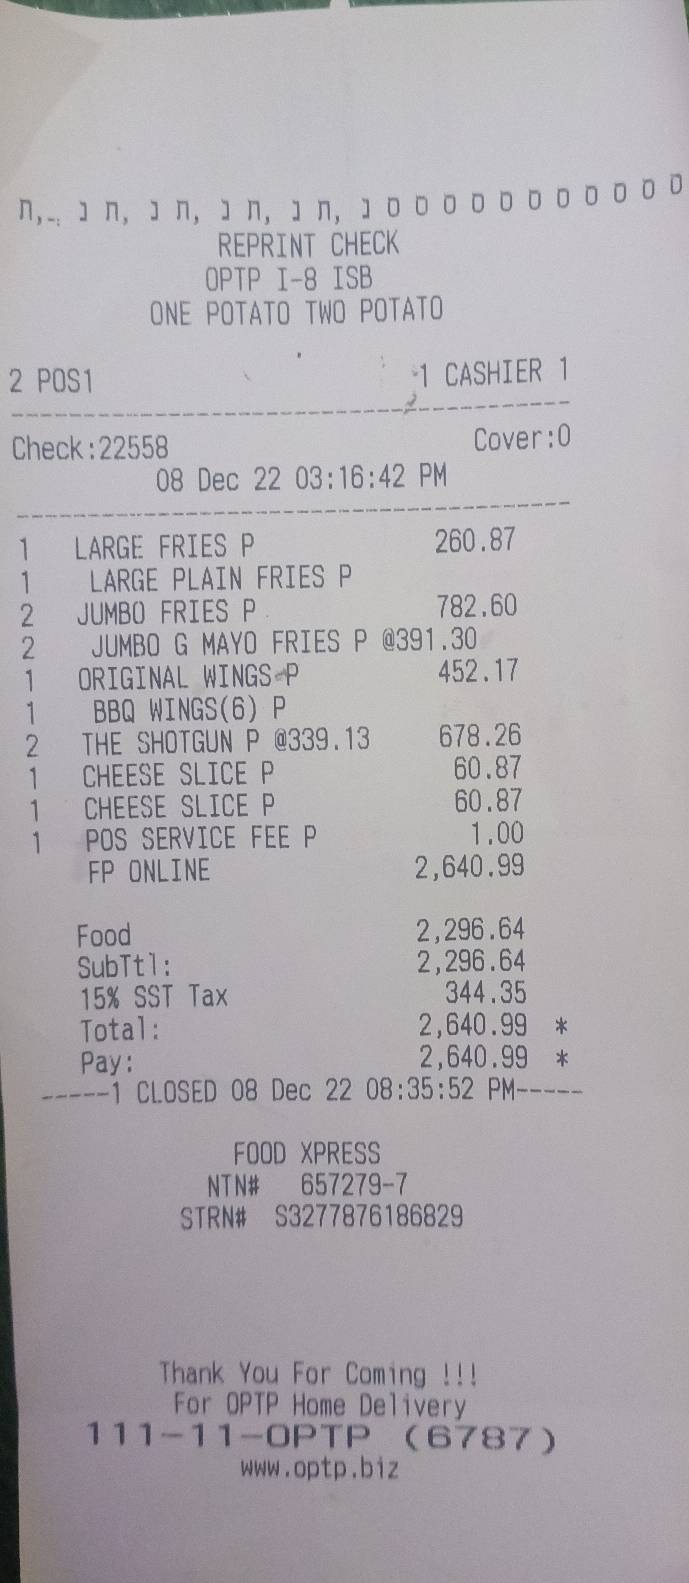 REPRINT CHECK
OPTP I-8 ISB
ONE POTATO TWO POTATO
2 POS1 1 CASHIER 1
Check:22558 Cover:0
08 Dec 22 03:16:42 PM
1 LARGE FRIES P 260.87
1 LARGE PLAIN FRIES P
2 JUMBO FRIES P 782.60
2 JUMBO G MAYO FRIES P @391.30
1 ORIGINAL WINGS P 452.17
1 BBQ WINGS(6) P
2 THE SHOTGUN P @339.13 678.26
1 CHEESE SLICE P 60.87
1 CHEESE SLICE P 60.87
1 POS SERVICE FEE P 1.00
FP ONLINE 2,640.99
Food 2,296.64
SubTtl: 2,296.64
15% SST Tax 344.35
Total: 2,640.99 *
Pay: 2,640.99 *
-----1 CLOSED 08 Dec 22 08:35:52 PM-----
FOOD XPRESS
NTN# 657279-7
STRN# S3277876186829
Thank You For Coming !!!
For OPTP Home Delivery
111-11-OPTP (6787)
www.optp.biz